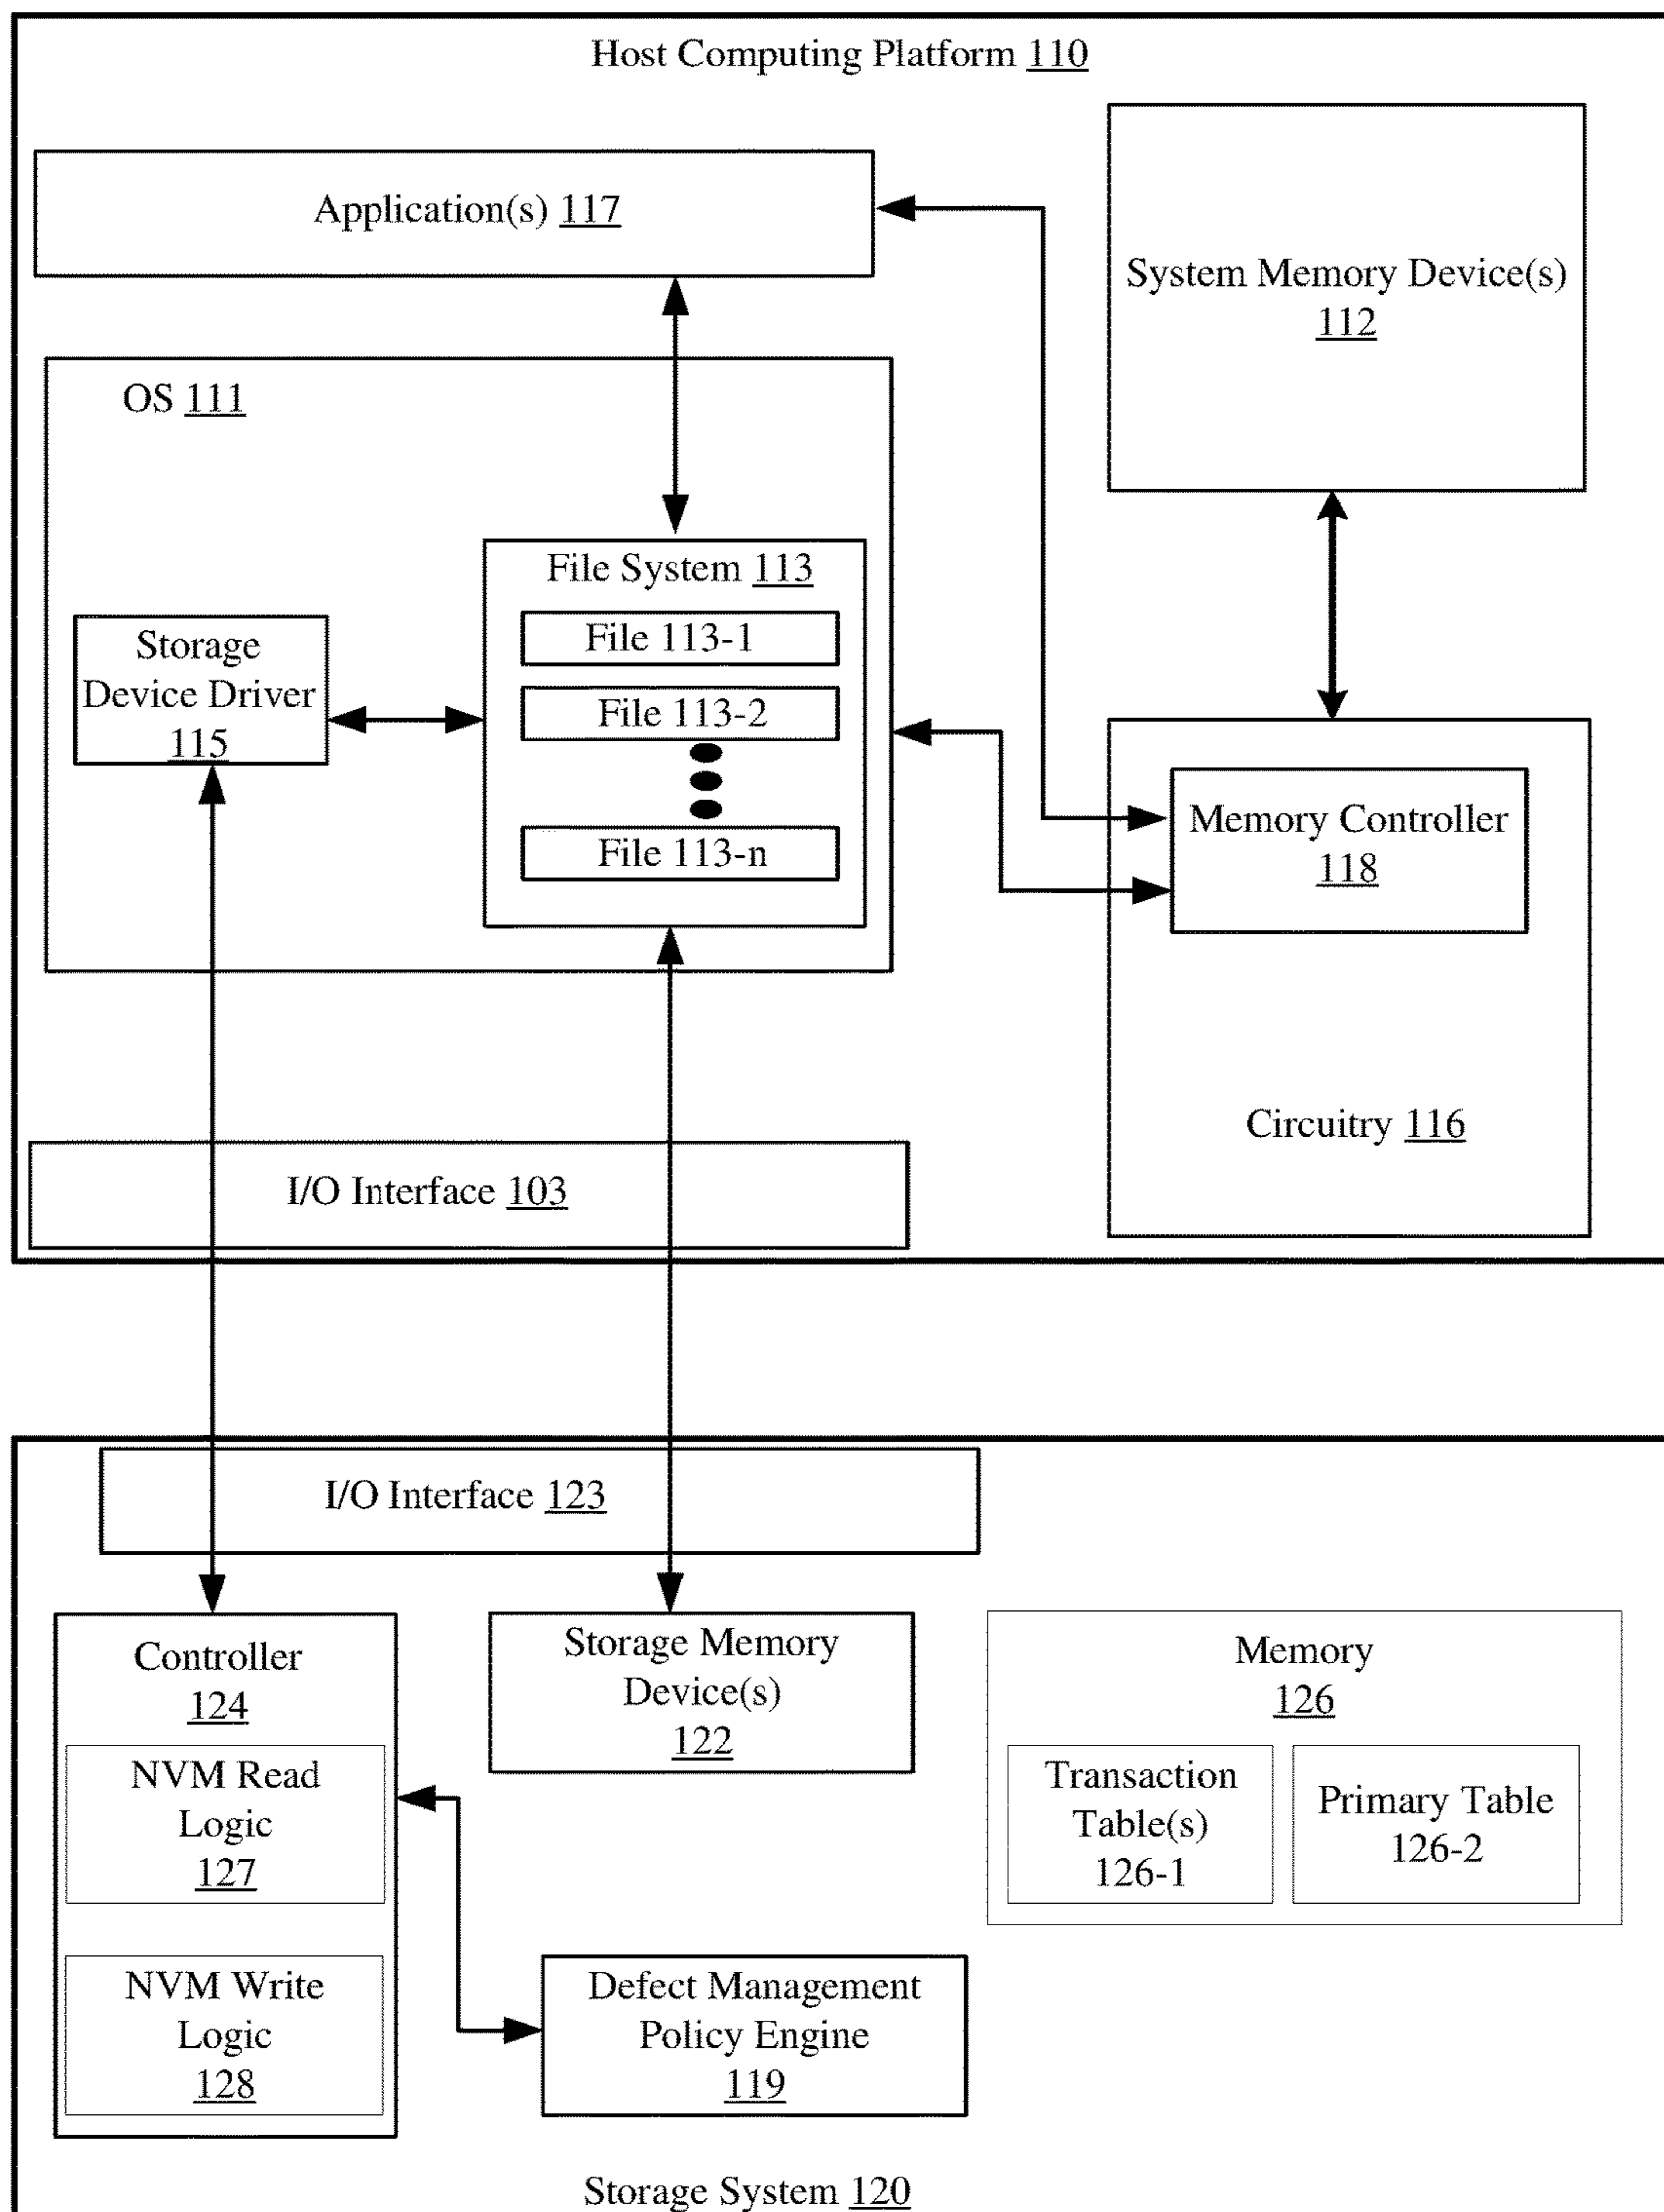 Host Computing Platform 110
Application(s) 117
System Memory Device(s)
112
OS 111
File System 113
File 113-1
File 113-2
File 113-n
Storage
Device Driver
115
Memory Controller
118
Circuitry 116
I/O Interface 103
I/O Interface 123
Controller
124
NVM Read
Logic
127
NVM Write
Logic
128
Storage Memory
Device(s)
122
Memory
126
Transaction
Table(s)
126-1
Primary Table
126-2
Defect Management
Policy Engine
119
Storage System 120